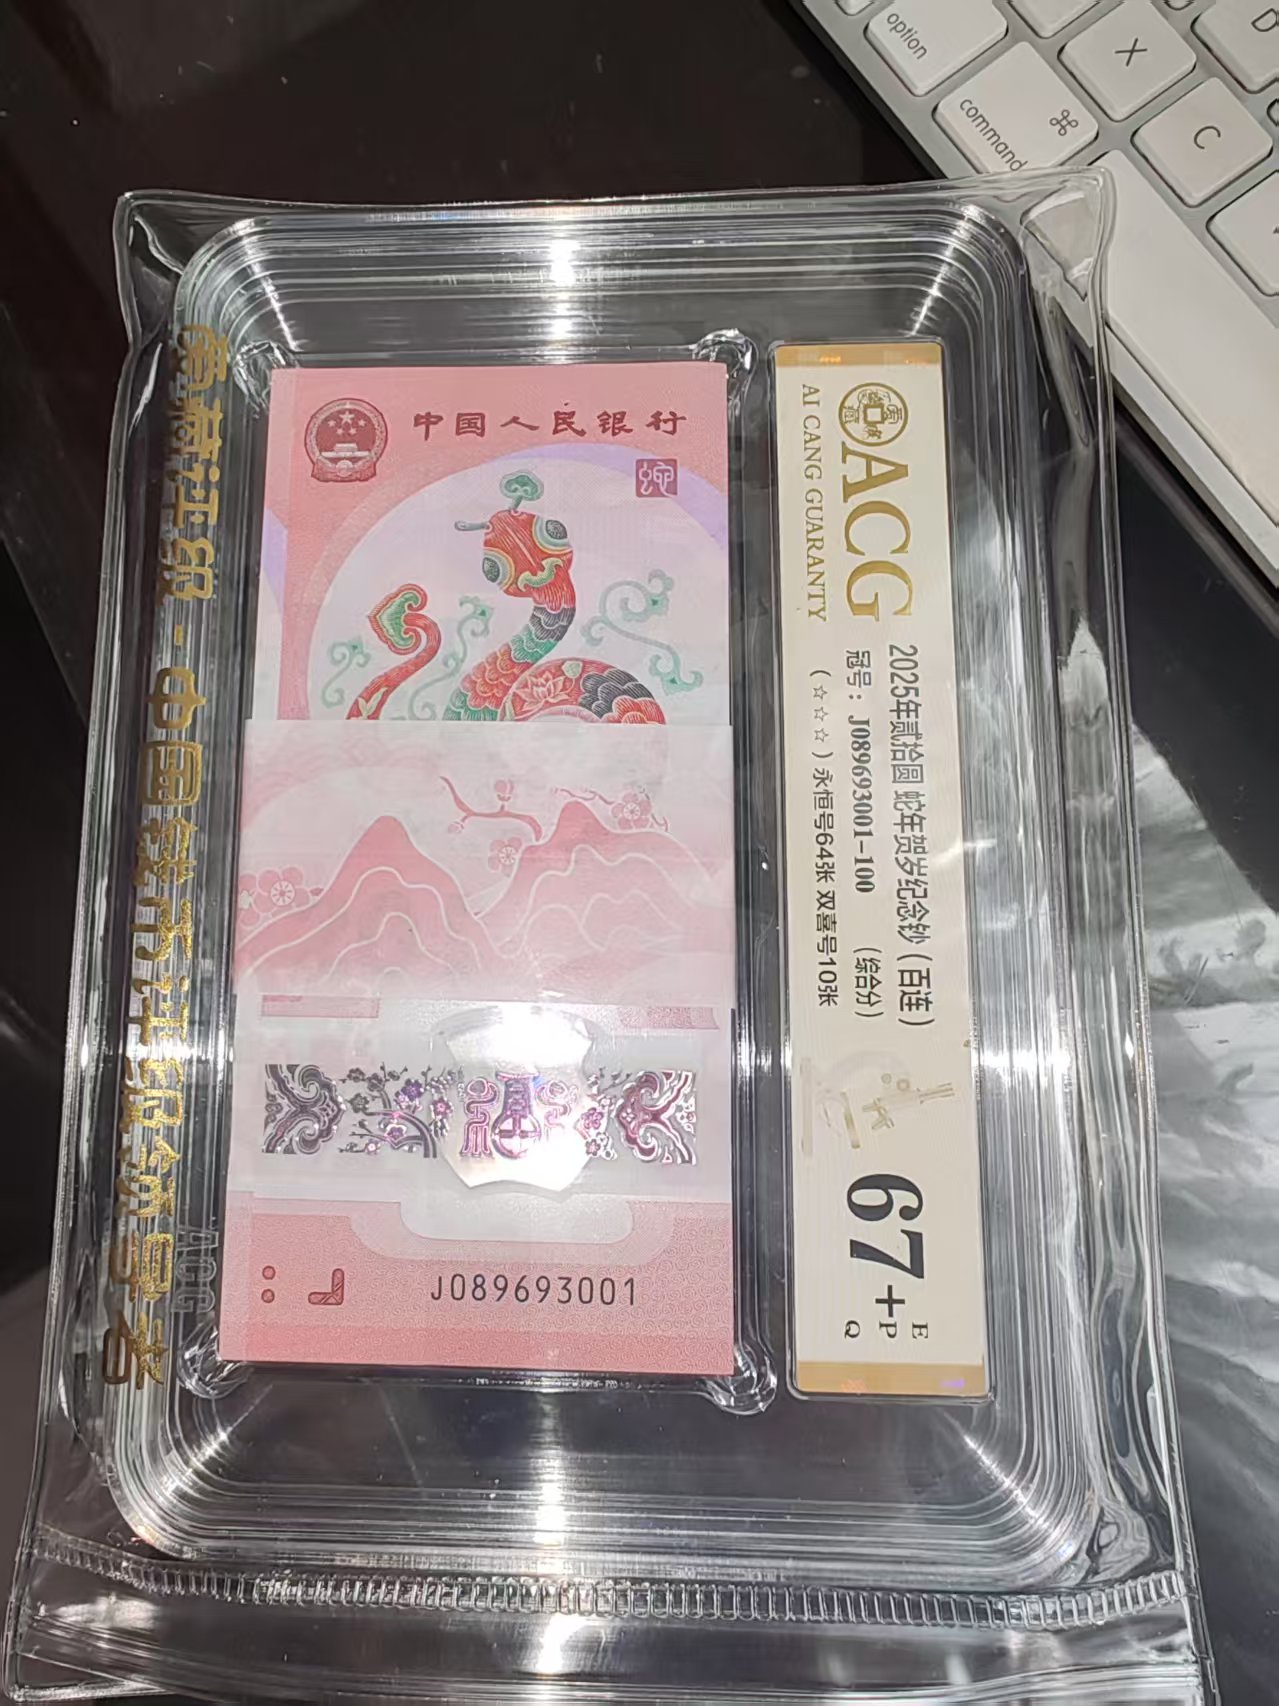 option
X
D
command
⌘
C
中国人民银行
J089693001
ACG
AI CANG GUARANTY
2025年贰拾圆 蛇年贺岁纪念钞（百连）
冠号：J089693001-100 （综合分）
（☆☆☆）永恒号64张 双喜号10张
67+
E
P
Q
爱藏评级 - 中国钱币评级领导者
ACG